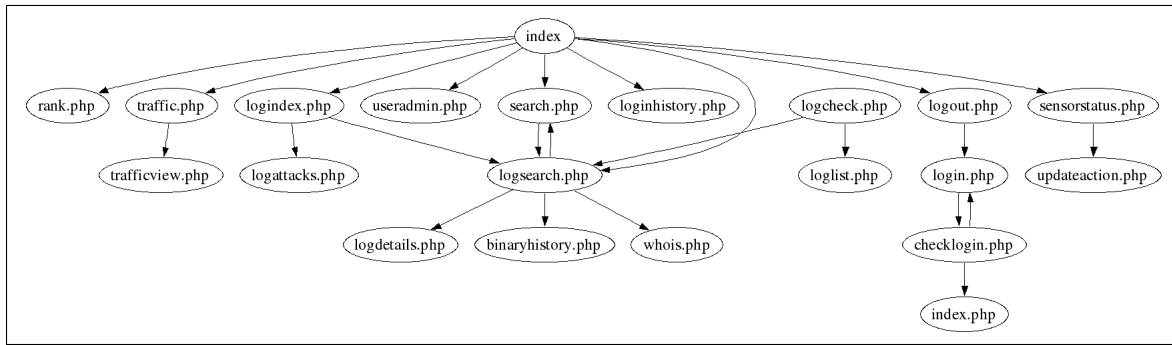 index
rank.php
traffic.php
logindex.php
useradmin.php
search.php
loginhistory.php
logcheck.php
logout.php
sensorstatus.php
trafficview.php
logattacks.php
logsearch.php
loglist.php
login.php
updateaction.php
logdetails.php
binaryhistory.php
whois.php
checklogin.php
index.php